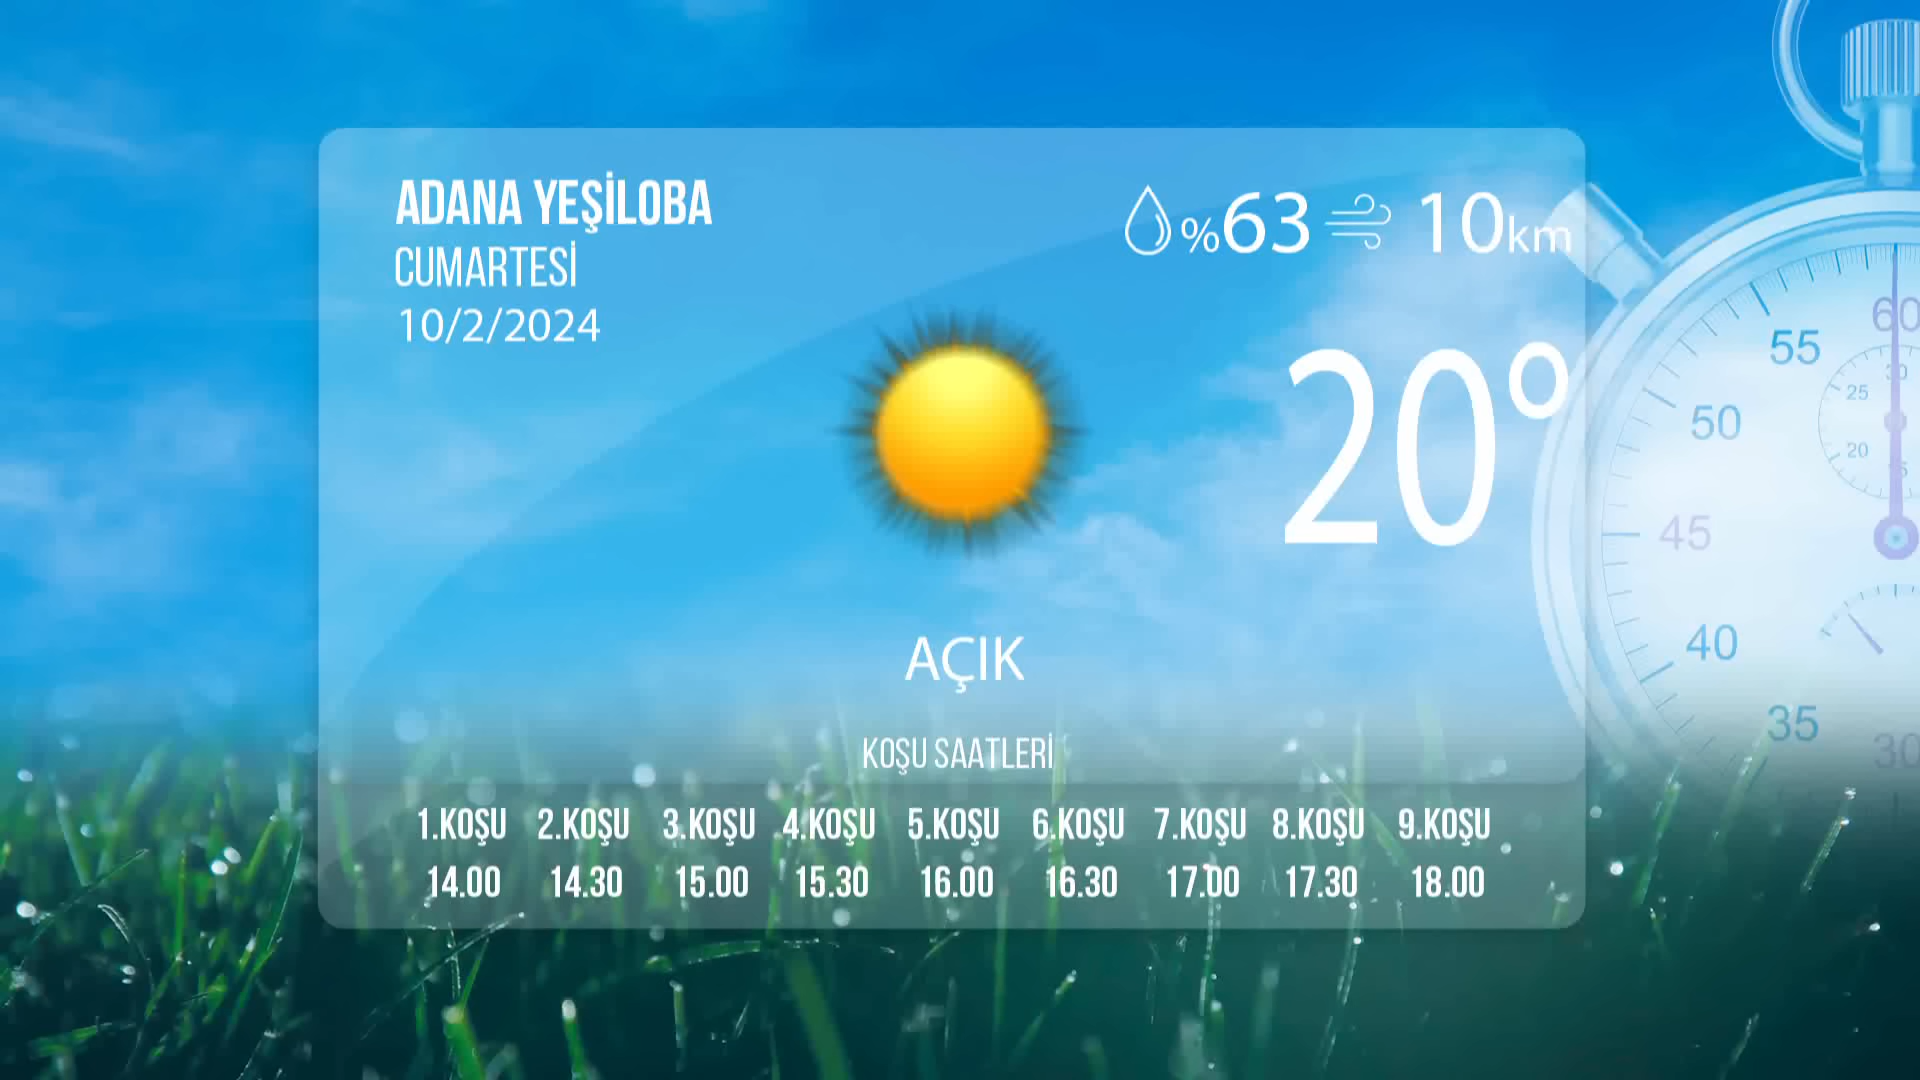 ADANA YEŞİLOBA
CUMARTESİ
10/2/2024
%63 10km
20°
AÇIK
KOŞU SAATLERİ
1.KOŞU 2.KOŞU 3.KOŞU 4.KOŞU 5.KOŞU 6.KOŞU 7.KOŞU 8.KOŞU 9.KOŞU
14.00 14.30 15.00 15.30 16.00 16.30 17.00 17.30 18.00
60
55
50
45
40
35
30
30
25
20